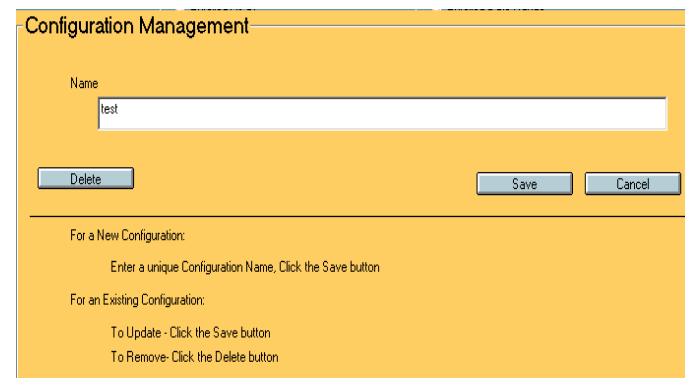 Configuration Management
Name
test
Delete Save Cancel
For a New Configuration:
Enter a unique Configuration Name, Click the Save button
For an Existing Configuration:
To Update - Click the Save button
To Remove- Click the Delete button